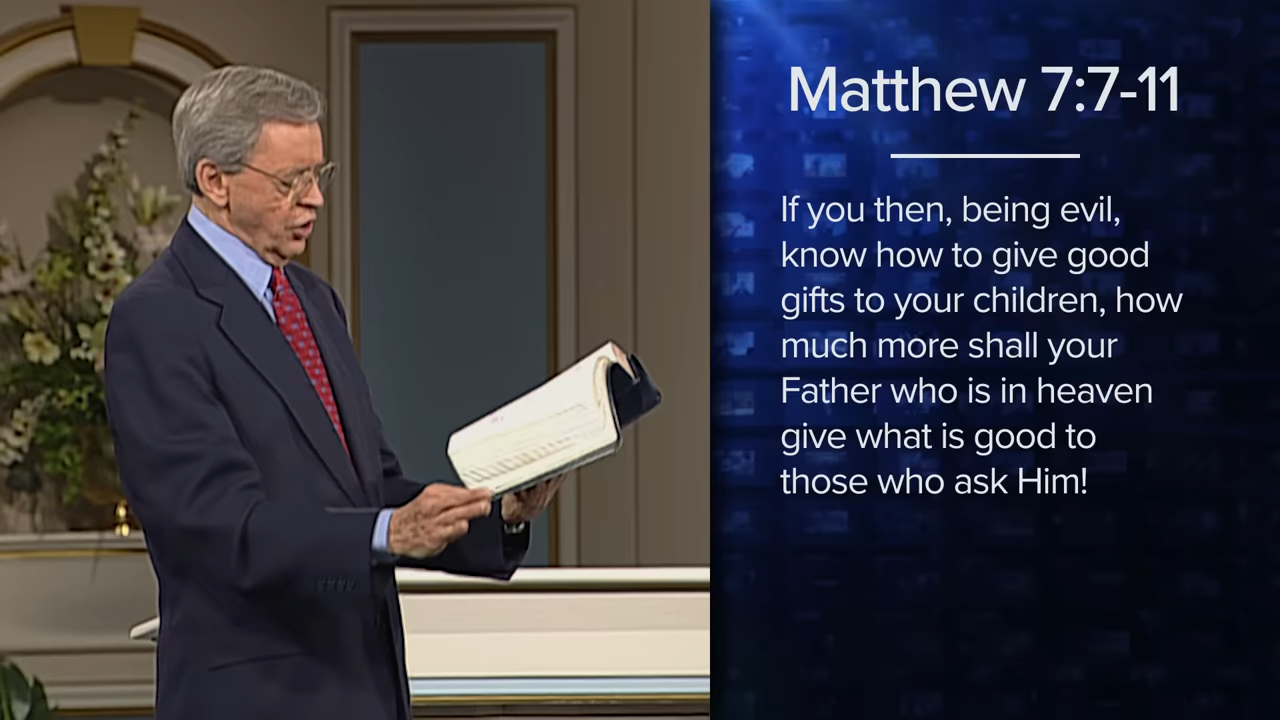 Matthew 7:7-11
If you then, being evil,
know how to give good
gifts to your children, how
much more shall your
Father who is in heaven
give what is good to
those who ask Him!